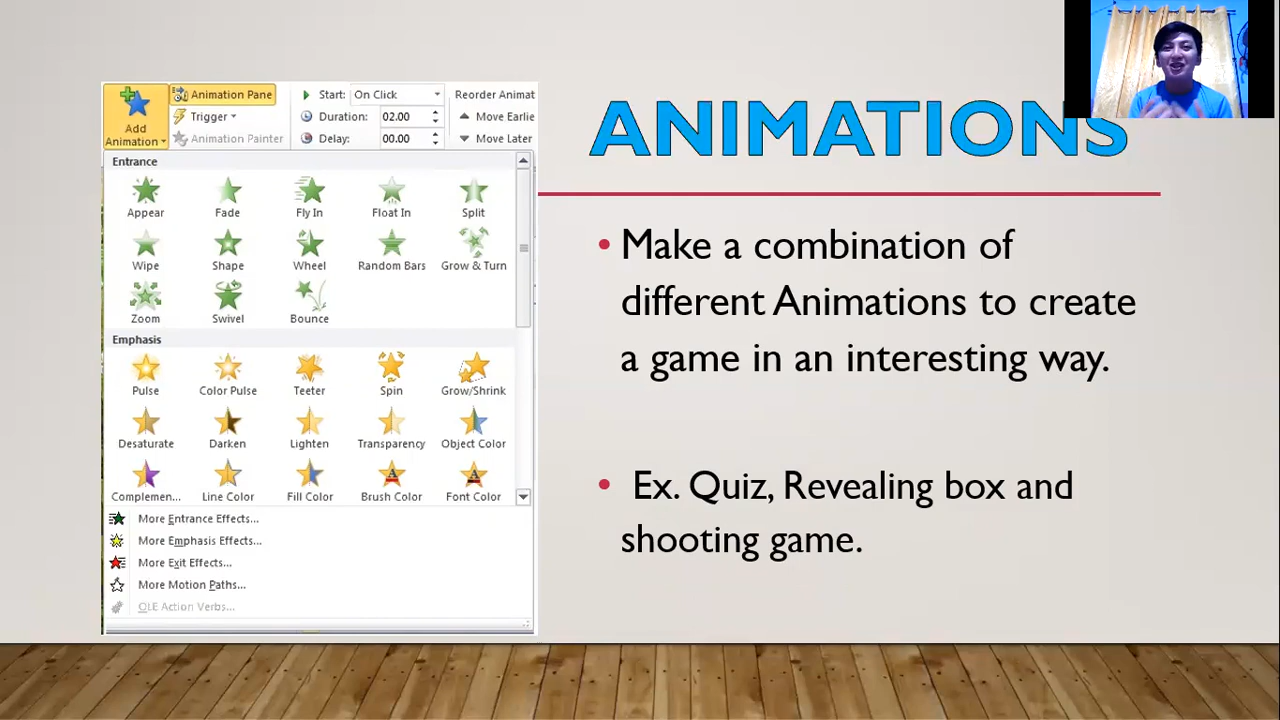 ANIMATIONS
Add
Animation
Animation Pane
Trigger
Animation Painter
Start: On Click
Duration: 02.00
Delay: 00.00
Reorder Animat
Move Earlie
Move Later
Entrance
Appear Fade Fly In Float In Split
Wipe Shape Wheel Random Bars Grow & Turn
Zoom Swivel Bounce
Emphasis
Pulse Color Pulse Teeter Spin Grow/Shrink
Desaturate Darken Lighten Transparency Object Color
Complemen... Line Color Fill Color Brush Color Font Color
More Entrance Effects...
More Emphasis Effects...
More Exit Effects...
More Motion Paths...
OLE Action Verbs...
• Make a combination of
different Animations to create
a game in an interesting way.
• Ex. Quiz, Revealing box and
shooting game.